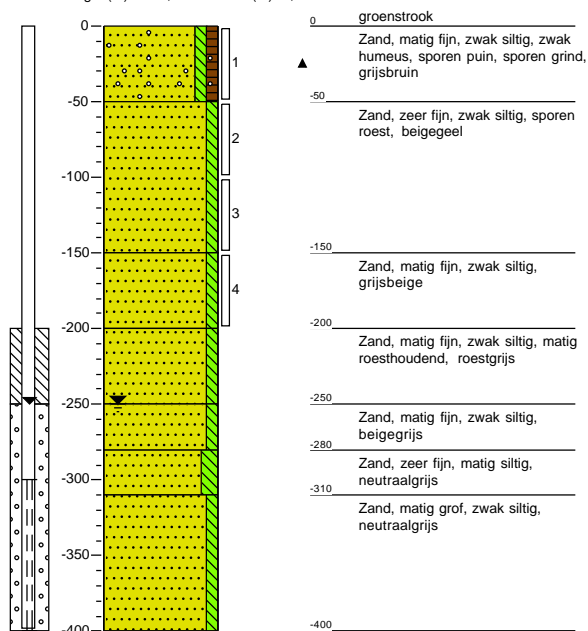 0
-50
-100
-150
-200
-250
-300
-350
-400
1
2
3
4
0
groenstrook
Zand, matig fijn, zwak siltig, zwak
humeus, sporen puin, sporen grind,
grijsbruin
-50
Zand, zeer fijn, zwak siltig, sporen
roest, beigegeel
-150
Zand, matig fijn, zwak siltig,
grijsbeige
-200
Zand, matig fijn, zwak siltig, matig
roesthoudend, roestgrijs
-250
Zand, matig fijn, zwak siltig,
beigegrijs
-280
Zand, zeer fijn, matig siltig,
neutraalgrijs
-310
Zand, matig grof, zwak siltig,
neutraalgrijs
-400